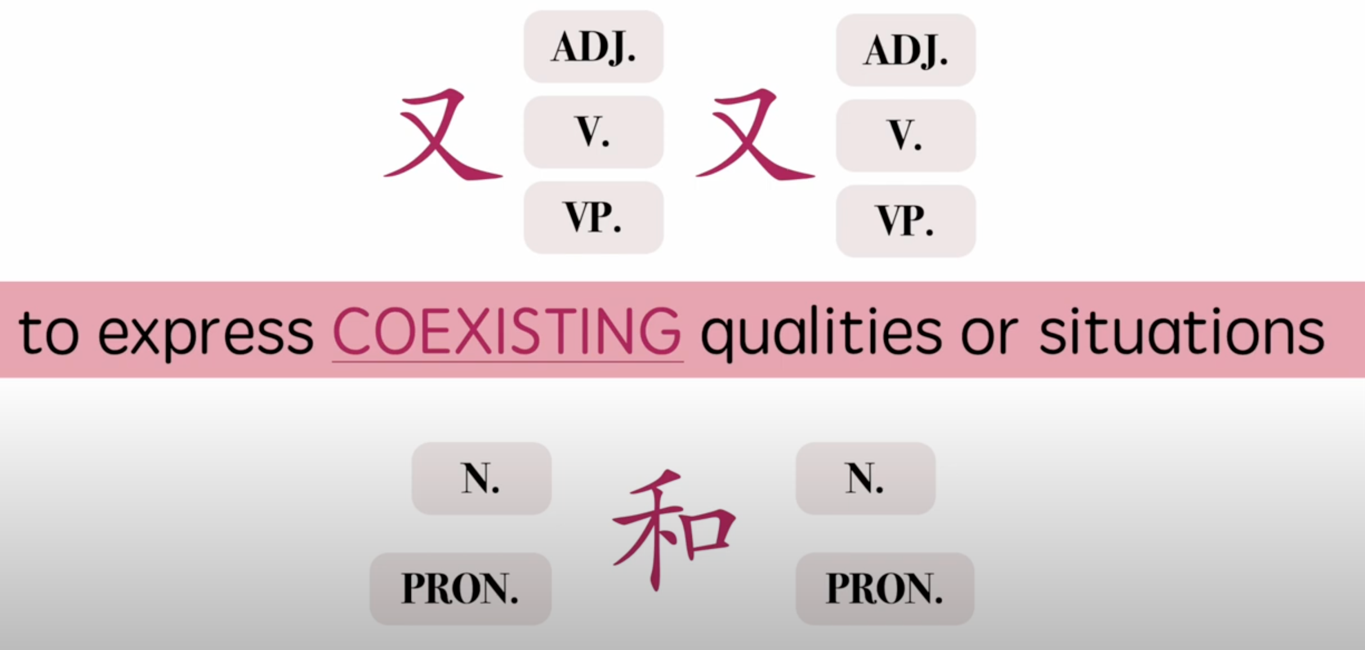 ADJ. ADJ.
又 V. 又 V.
VP. VP.
to express COEXISTING qualities or situations
N. 和 N.
PRON. PRON.